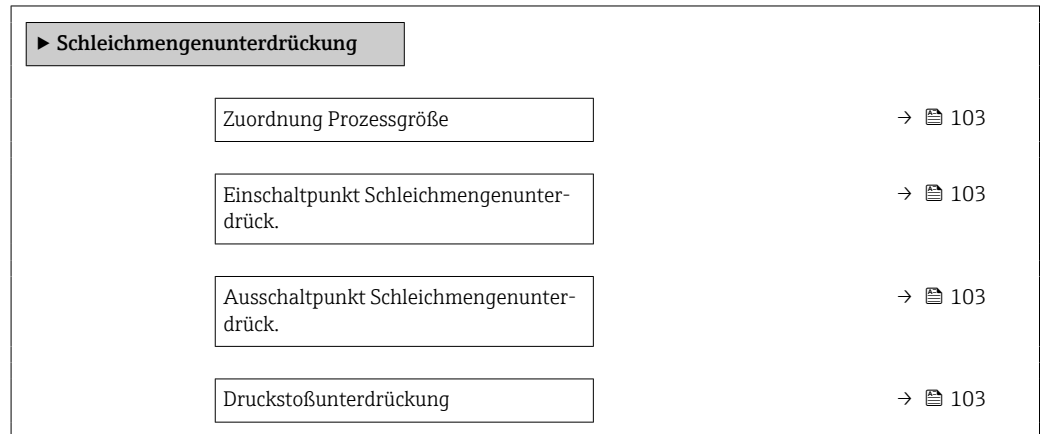 ▶ Schleichmengenunterdrückung
Zuordnung Prozessgröße → 103
Einschaltpunkt Schleichmengenunter-
drück. → 103
Ausschaltpunkt Schleichmengenunter-
drück. → 103
Druckstoßunterdrückung → 103